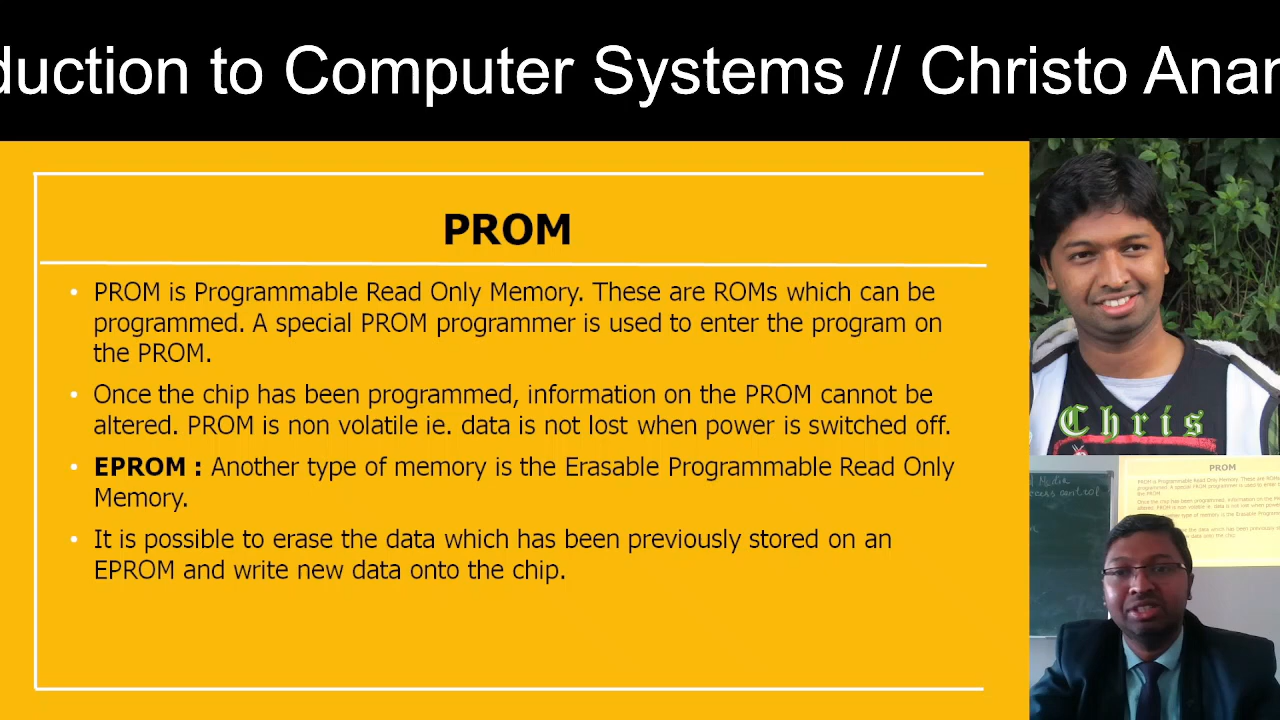 duction to Computer Systems // Christo Anan
PROM
PROM is Programmable Read Only Memory. These are ROMs which can be
programmed. A special PROM programmer is used to enter the program on
the PROM.
Once the chip has been programmed, information on the PROM cannot be
altered. PROM is non volatile ie. data is not lost when power is switched off.
EPROM : Another type of memory is the Erasable Programmable Read Only
Memory.
It is possible to erase the data which has been previously stored on an
EPROM and write new data onto the chip.
Chris
PROM